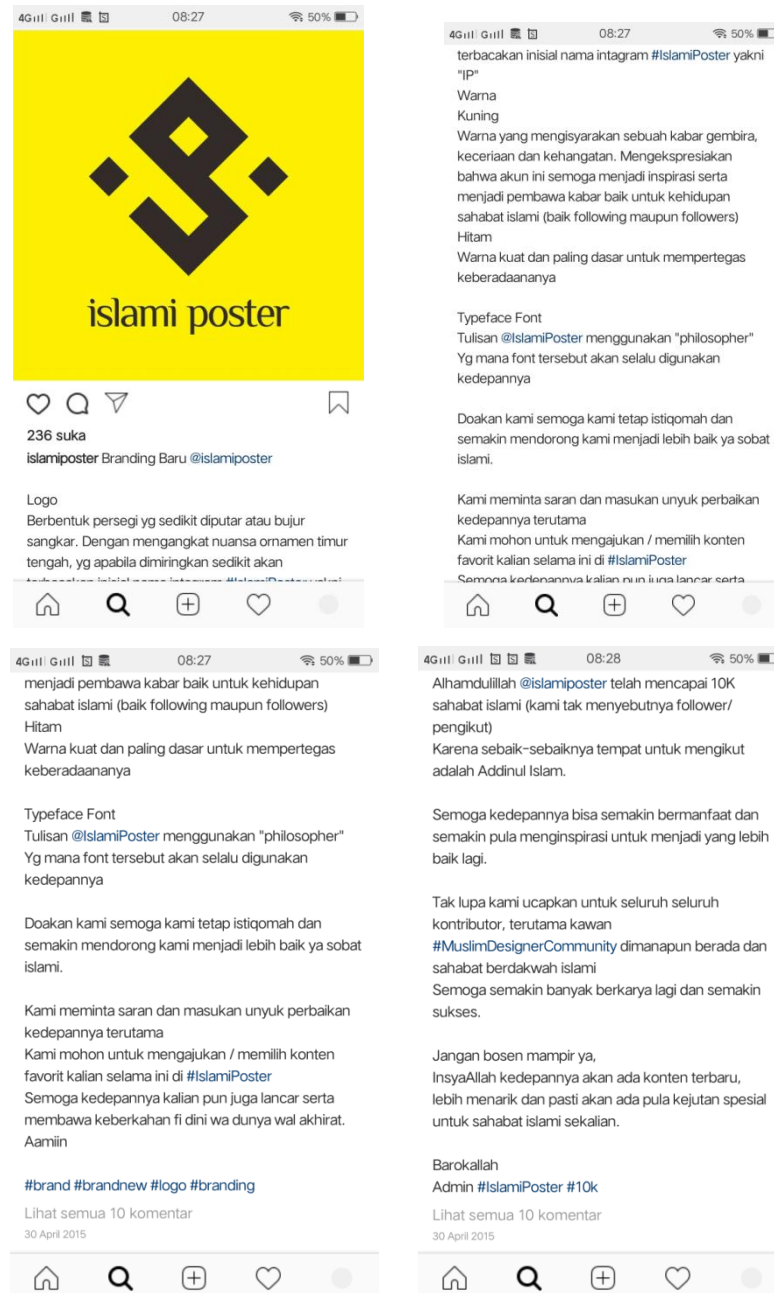 4G 08:27 50%
islami poster
236 suka
islamiposter Branding Baru @islamiposter
Logo
Berbentuk persegi yg sedikit diputar atau bujur
sangkar. Dengan mengangkat nuansa ornamen timur
tengah, yg apabila dimiringkan sedikit akan
terbacakan inisial nama intagram #IslamiPoster yakni
4G 08:27 50%
terbacakan inisial nama intagram #IslamiPoster yakni
"IP"
Warna
Kuning
Warna yang mengisyarakan sebuah kabar gembira,
keceriaan dan kehangatan. Mengekspresiakan
bahwa akun ini semoga menjadi inspirasi serta
menjadi pembawa kabar baik untuk kehidupan
sahabat islami (baik following maupun followers)
Hitam
Warna kuat dan paling dasar untuk mempertegas
keberadaananya
Typeface Font
Tulisan @IslamiPoster menggunakan "philosopher"
Yg mana font tersebut akan selalu digunakan
kedepannya
Doakan kami semoga kami tetap istiqomah dan
semakin mendorong kami menjadi lebih baik ya sobat
islami.
Kami meminta saran dan masukan unyuk perbaikan
kedepannya terutama
Kami mohon untuk mengajukan / memilih konten
favorit kalian selama ini di #IslamiPoster
Semoga kedepannya kalian pun juga lancar serta
4G 08:27 50%
menjadi pembawa kabar baik untuk kehidupan
sahabat islami (baik following maupun followers)
Hitam
Warna kuat dan paling dasar untuk mempertegas
keberadaananya
Typeface Font
Tulisan @IslamiPoster menggunakan "philosopher"
Yg mana font tersebut akan selalu digunakan
kedepannya
Doakan kami semoga kami tetap istiqomah dan
semakin mendorong kami menjadi lebih baik ya sobat
islami.
Kami meminta saran dan masukan unyuk perbaikan
kedepannya terutama
Kami mohon untuk mengajukan / memilih konten
favorit kalian selama ini di #IslamiPoster
Semoga kedepannya kalian pun juga lancar serta
membawa keberkahan fi dini wa dunya wal akhirat.
Aamiin
#brand #brandnew #logo #branding
Lihat semua 10 komentar
30 April 2015
4G 08:28 50%
Alhamdulillah @islamiposter telah mencapai 10K
sahabat islami (kami tak menyebutnya follower/
pengikut)
Karena sebaik-sebaiknya tempat untuk mengikut
adalah Addinul Islam.
Semoga kedepannya bisa semakin bermanfaat dan
semakin pula menginspirasi untuk menjadi yang lebih
baik lagi.
Tak lupa kami ucapkan untuk seluruh seluruh
kontributor, terutama kawan
#MuslimDesignerCommunity dimanapun berada dan
sahabat berdakwah islami
Semoga semakin banyak berkarya lagi dan semakin
sukses.
Jangan bosen mampir ya,
InsyaAllah kedepannya akan ada konten terbaru,
lebih menarik dan pasti akan ada pula kejutan spesial
untuk sahabat islami sekalian.
Barokallah
Admin #IslamiPoster #10k
Lihat semua 10 komentar
30 April 2015